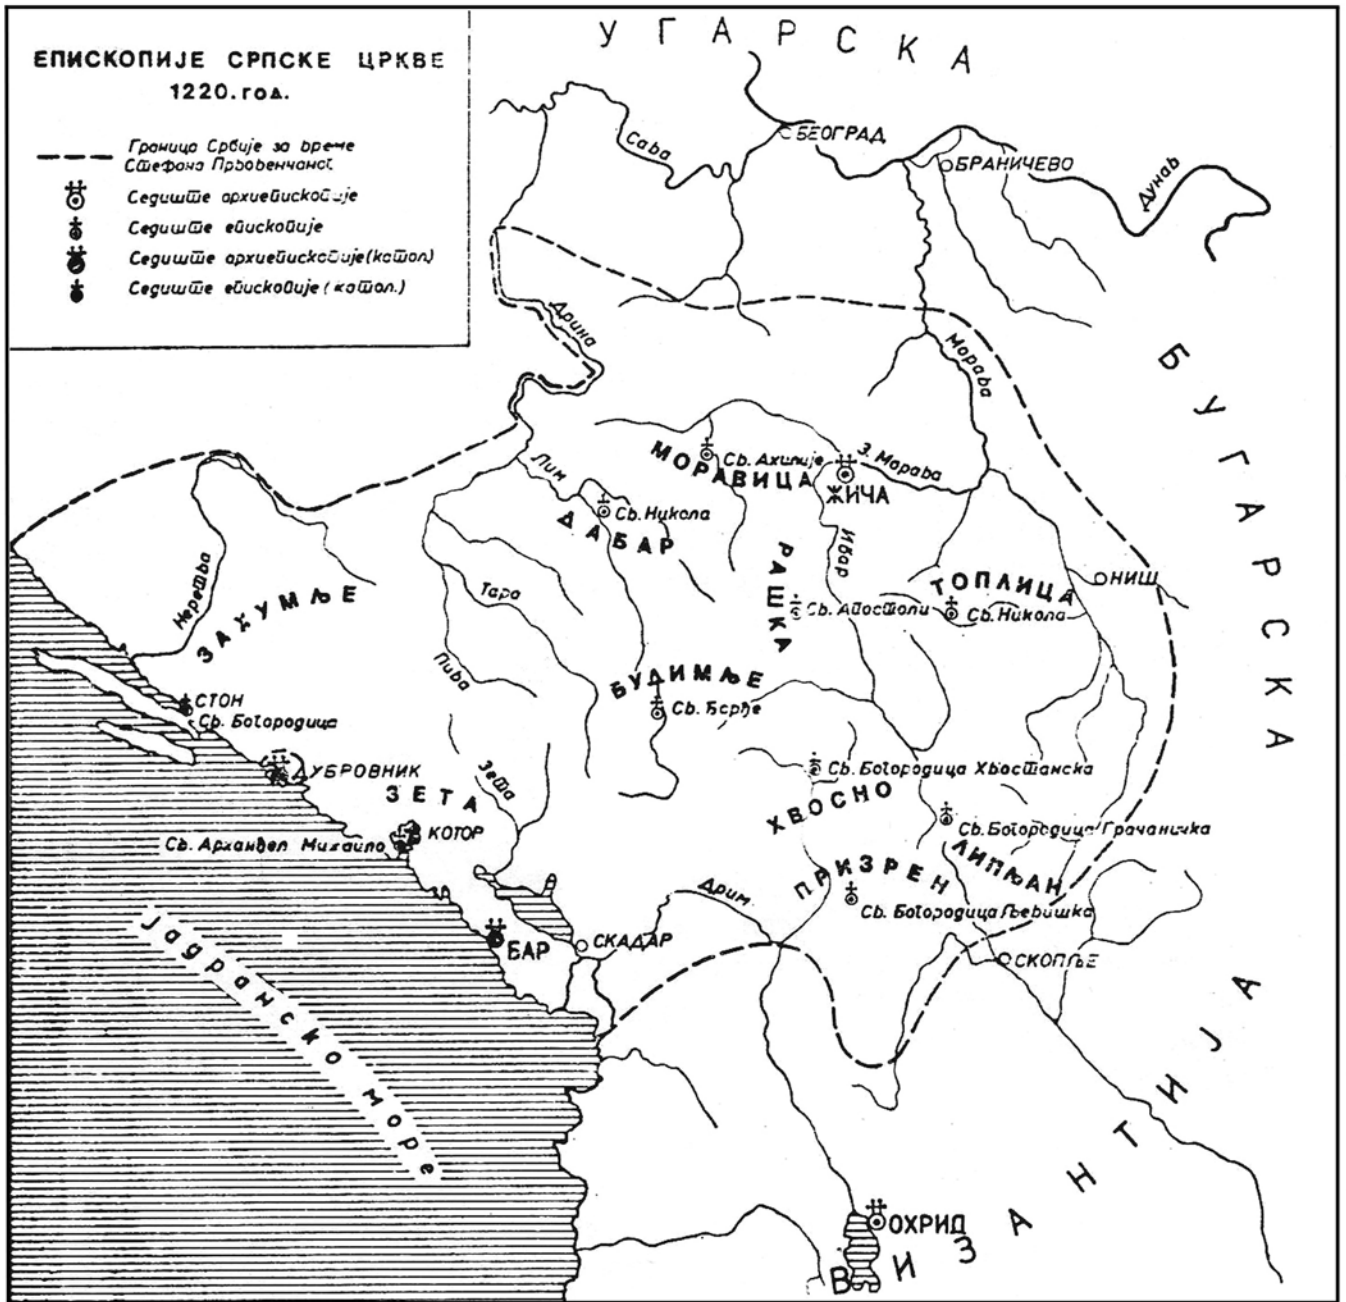 УГАРСКА
ЕПИСКОПИЈЕ СРПСКЕ ЦРКВЕ
1220. год.
Граница Србије за време
Стефана Првовенчаног
Седиште архиепископије
Седиште епископије
Седиште архиепископије (катол)
Седиште епископије (катол.)
Сава
БЕОГРАД
БРАНИЧЕВО
Дунав
Дрина
Морава
БУГАРСКА
МОРАВИЦА
Св. Ахилије
З. Морава
ЖИЧА
Лим
Св. Никола
ДАБАР
Ибар
РАШКА
Св. Апостоли
ТОПЛИЦА
Св. Никола
НИШ
Неретва
ЗАХУМЉЕ
Тара
Пива
БУДИМЉЕ
Св. Ђорђе
СТОН
Св. Богородица
ДУБРОВНИК
ЗЕТА
Зета
Св. Богородица Хвостанска
ХВОСНО
КОТОР
Св. Арханђел Михаило
Св. Богородица Грачаничка
ЛИПЉАН
ПРИЗРЕН
Св. Богородица Љевишка
Дрим
БАР
СКАДАР
СКОПЉЕ
Јадранско море
ОХРИД
ВИЗАНТИЈА